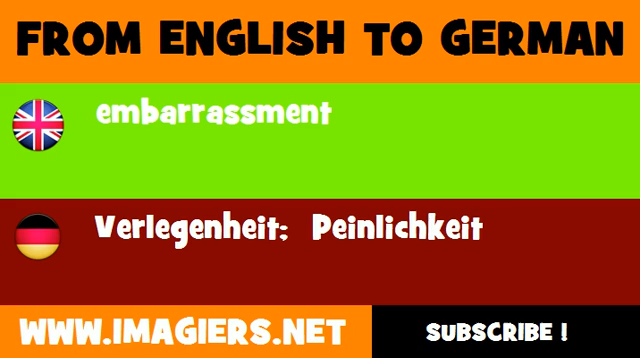 FROM ENGLISH TO GERMAN
embarrassment
Verlegenheit; Peinlichkeit
WWW.IMAGIERS.NET
SUBSCRIBE !